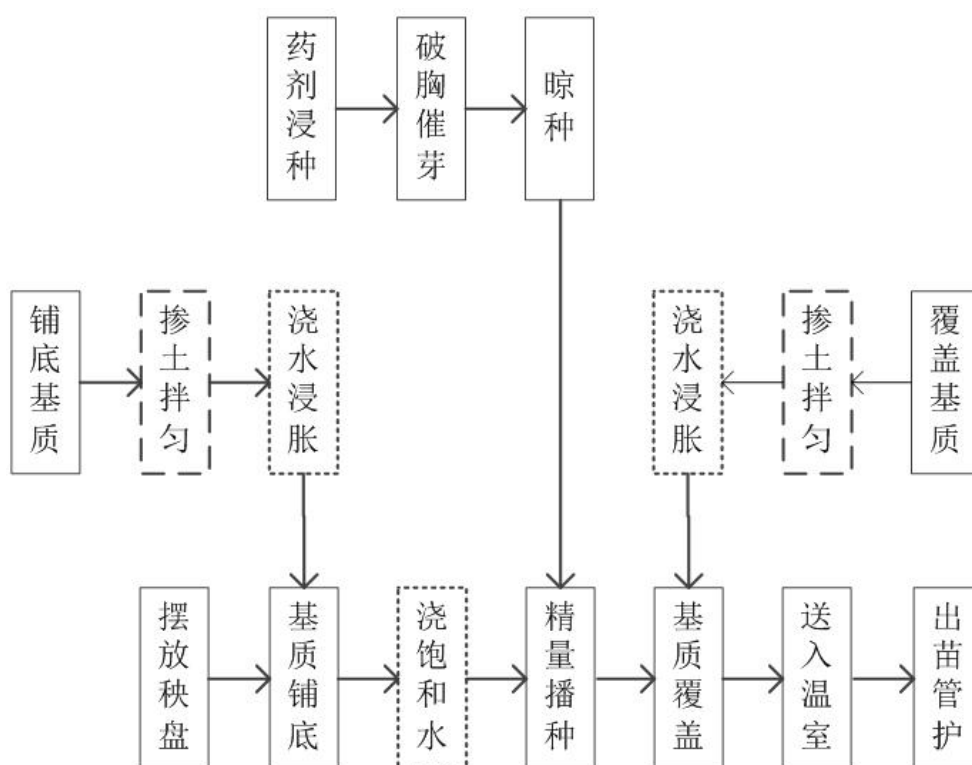 药剂浸种
破胸催芽
晾种
铺底基质
掺土拌匀
浇水浸胀
浇水浸胀
掺土拌匀
覆盖基质
摆放秧盘
基质铺底
浇饱和水
精量播种
基质覆盖
送入温室
出苗管护